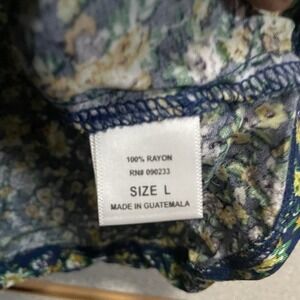 100% RAYON
RN# 090233
SIZE L
MADE IN GUATEMALA